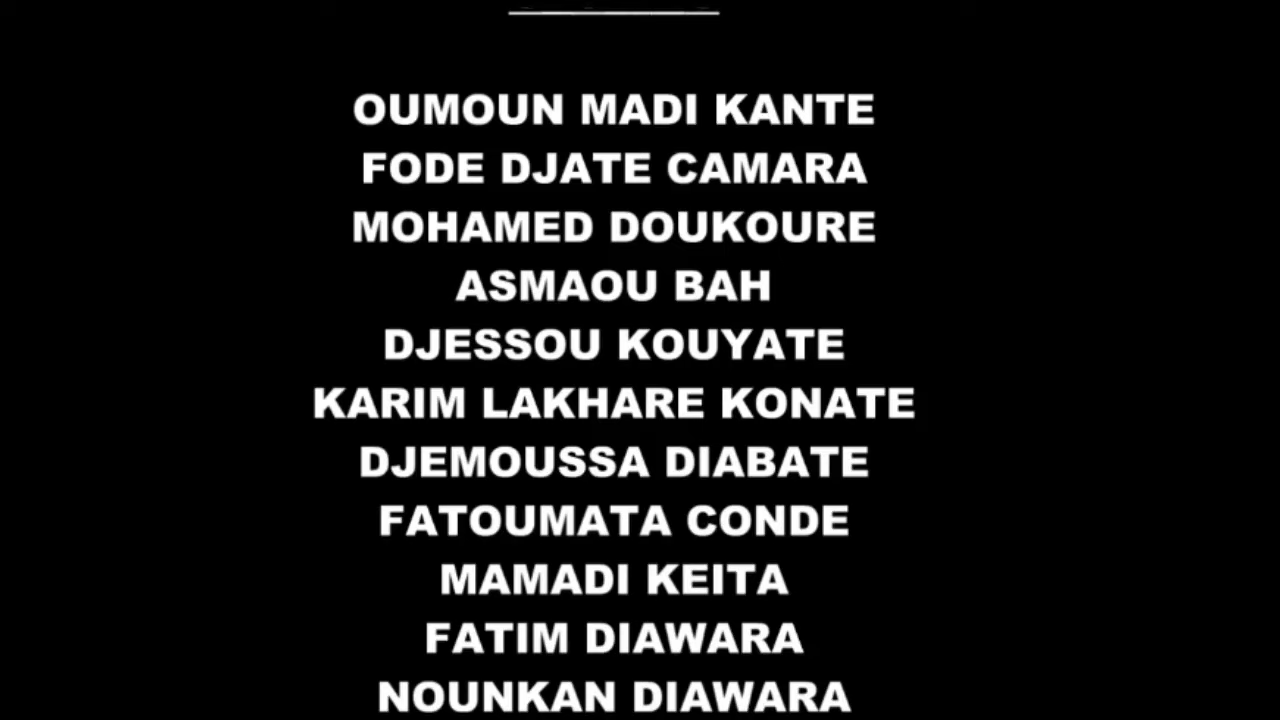 OUMOUN MADI KANTE
FODE DJATE CAMARA
MOHAMED DOUKOURE
ASMAOU BAH
DJESSOU KOUYATE
KARIM LAKHARE KONATE
DJEMOUSSA DIABATE
FATOUMATA CONDE
MAMADI KEITA
FATIM DIAWARA
NOUNKAN DIAWARA